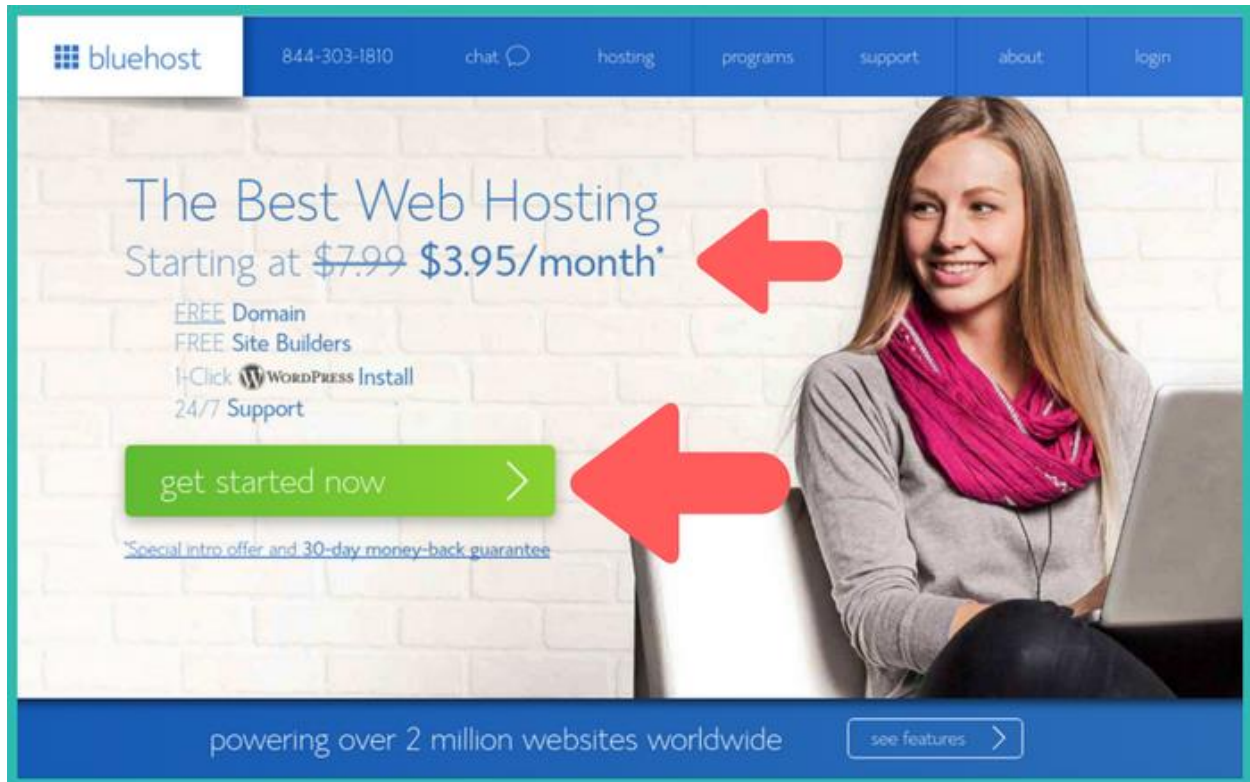 bluehost
844-303-1810
chat
hosting
programs
support
about
login
The Best Web Hosting
Starting at $7.99 $3.95/month*
FREE Domain
FREE Site Builders
1-Click WORDPRESS Install
24/7 Support
get started now
*Special intro offer and 30-day money-back guarantee
powering over 2 million websites worldwide
see features